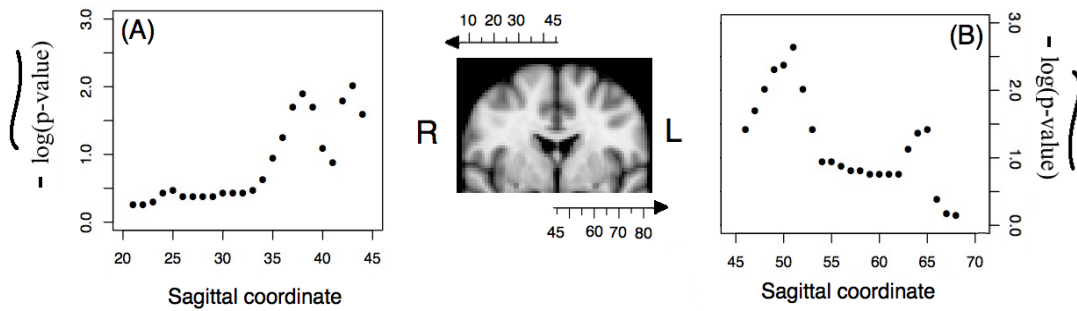 (A)
3.0
2.0
1.0
0.0
− log(p-value)
20 25 30 35 40 45
Sagittal coordinate
10 20 30 45
R
L
45 60 70 80
(B)
3.0
2.0
1.0
0.0
− log(p-value)
45 50 55 60 65 70
Sagittal coordinate